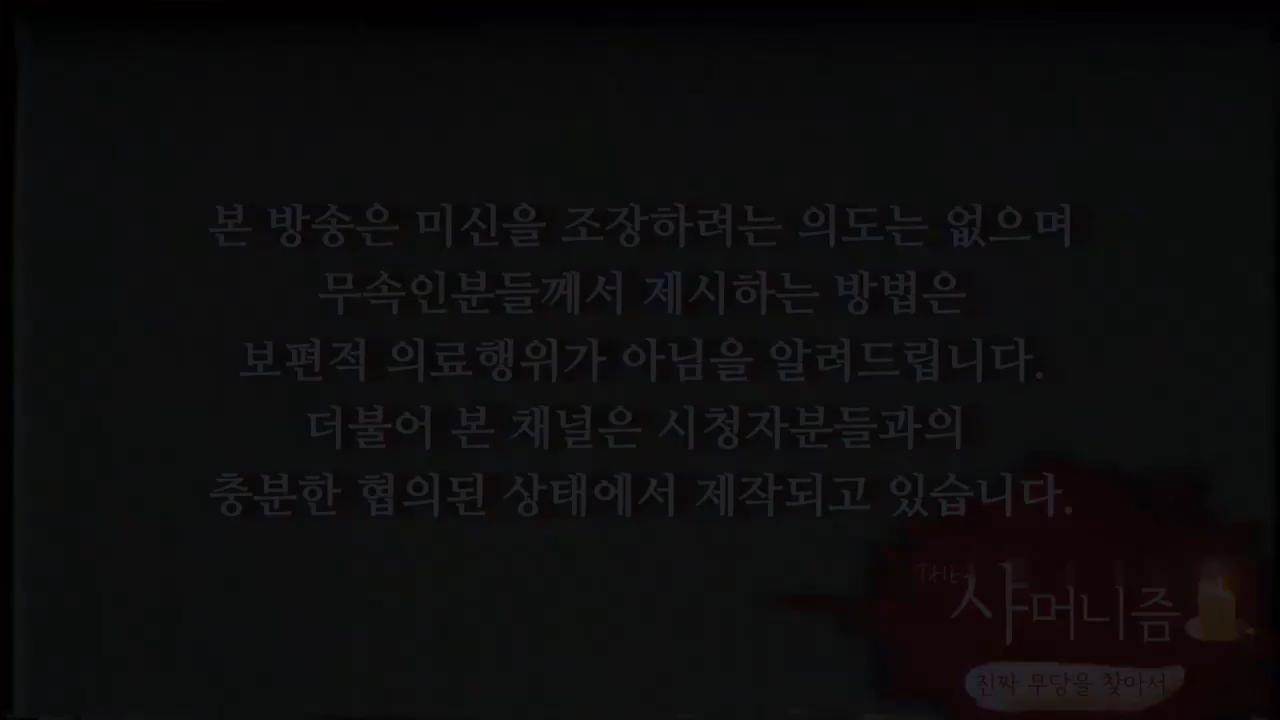 본 방송은 미신을 조장하려는 의도는 없으며
무속인분들께서 제시하는 방법은
보편적 의료행위가 아님을 알려드립니다.
더불어 본 채널은 시청자분들과의
충분한 협의된 상태에서 제작되고 있습니다.
THE
샤머니즘
진짜 무당을 찾아서